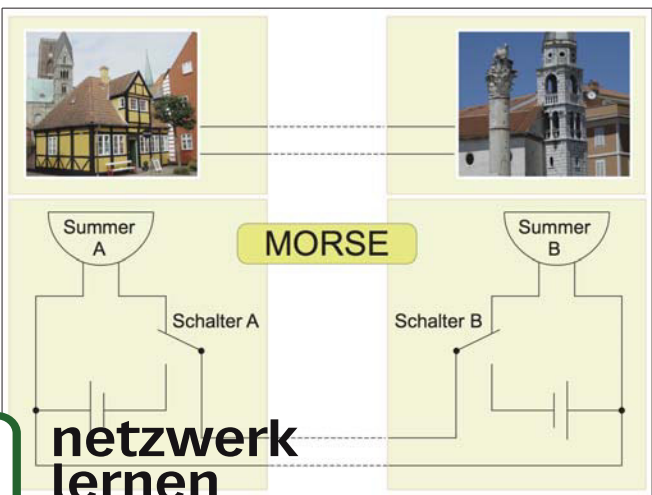 Summer
A
MORSE
Summer
B
Schalter A
Schalter B
netzwerk
lernen